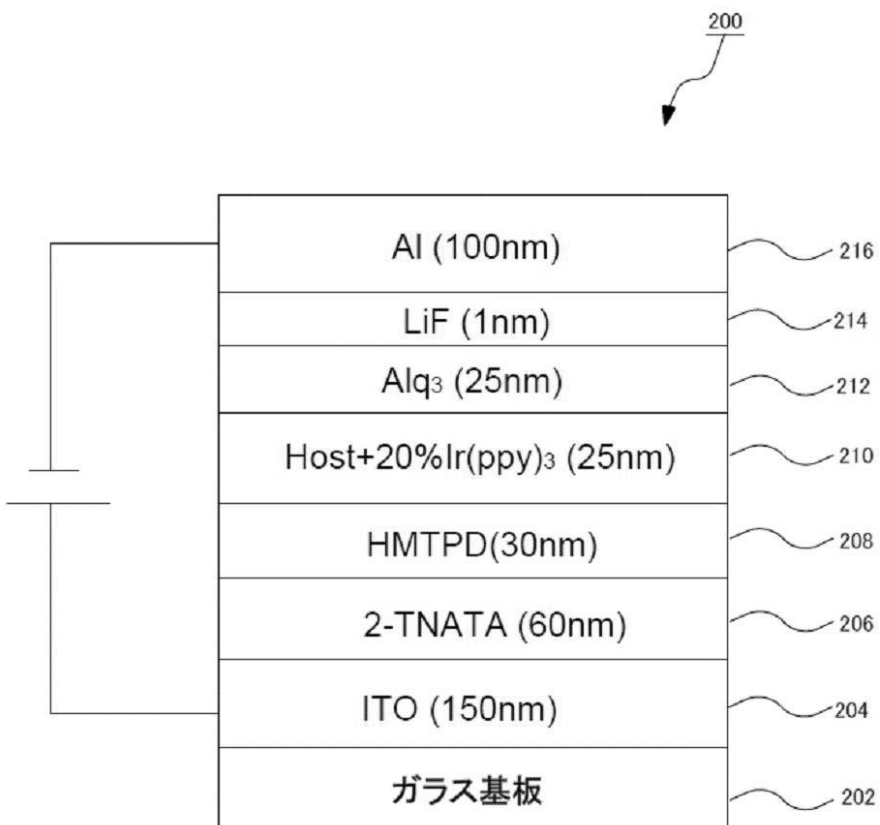 200
Al (100nm)
216
LiF (1nm)
214
Alq3 (25nm)
212
Host+20%Ir(ppy)3 (25nm)
210
HMTPD(30nm)
208
2-TNATA (60nm)
206
ITO (150nm)
204
ガラス基板
202